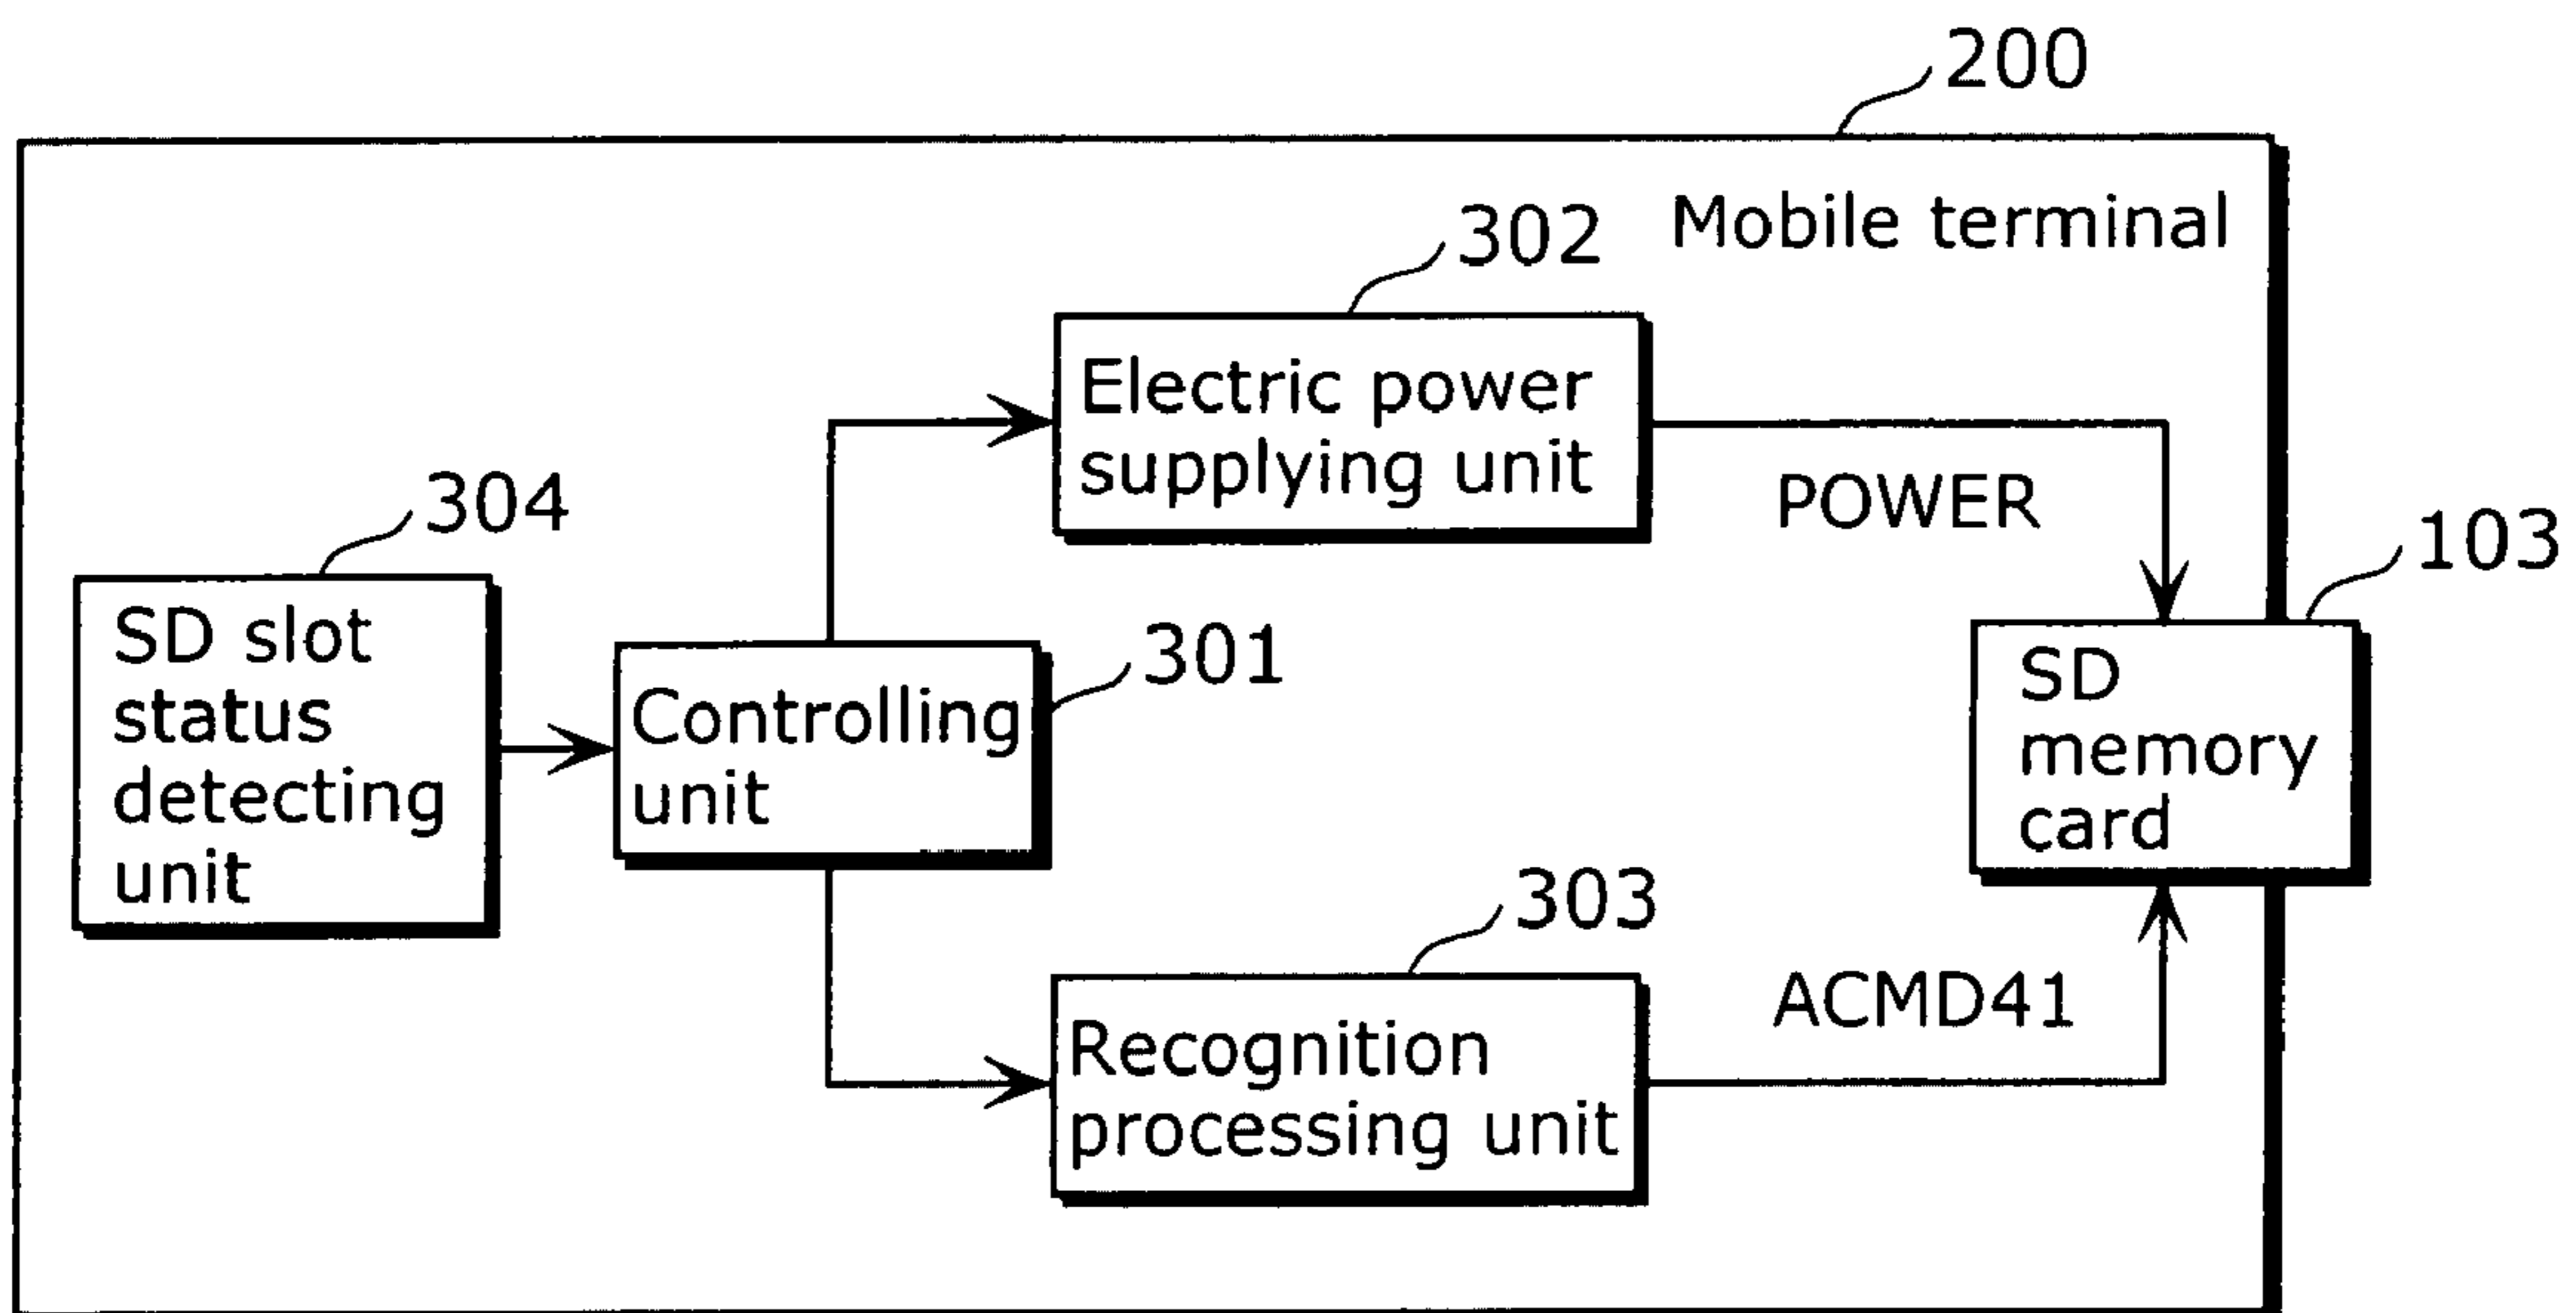 200
Mobile terminal
302
Electric power
supplying unit
POWER
304
SD slot
status
detecting
unit
301
Controlling
unit
103
SD
memory
card
303
Recognition
processing unit
ACMD41